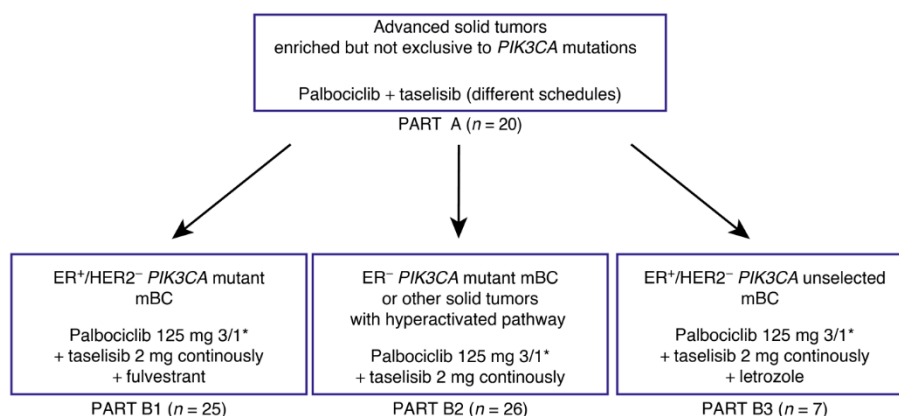 Advanced solid tumors
enriched but not exclusive to PIK3CA mutations
Palbociclib + taselisib (different schedules)
PART A (n = 20)
ER⁺/HER2⁻ PIK3CA mutant
mBC
Palbociclib 125 mg 3/1*
+ taselisib 2 mg continously
+ fulvestrant
PART B1 (n = 25)
ER⁻ PIK3CA mutant mBC
or other solid tumors
with hyperactivated pathway
Palbociclib 125 mg 3/1*
+ taselisib 2 mg continously
PART B2 (n = 26)
ER⁺/HER2⁻ PIK3CA unselected
mBC
Palbociclib 125 mg 3/1*
+ taselisib 2 mg continously
+ letrozole
PART B3 (n = 7)